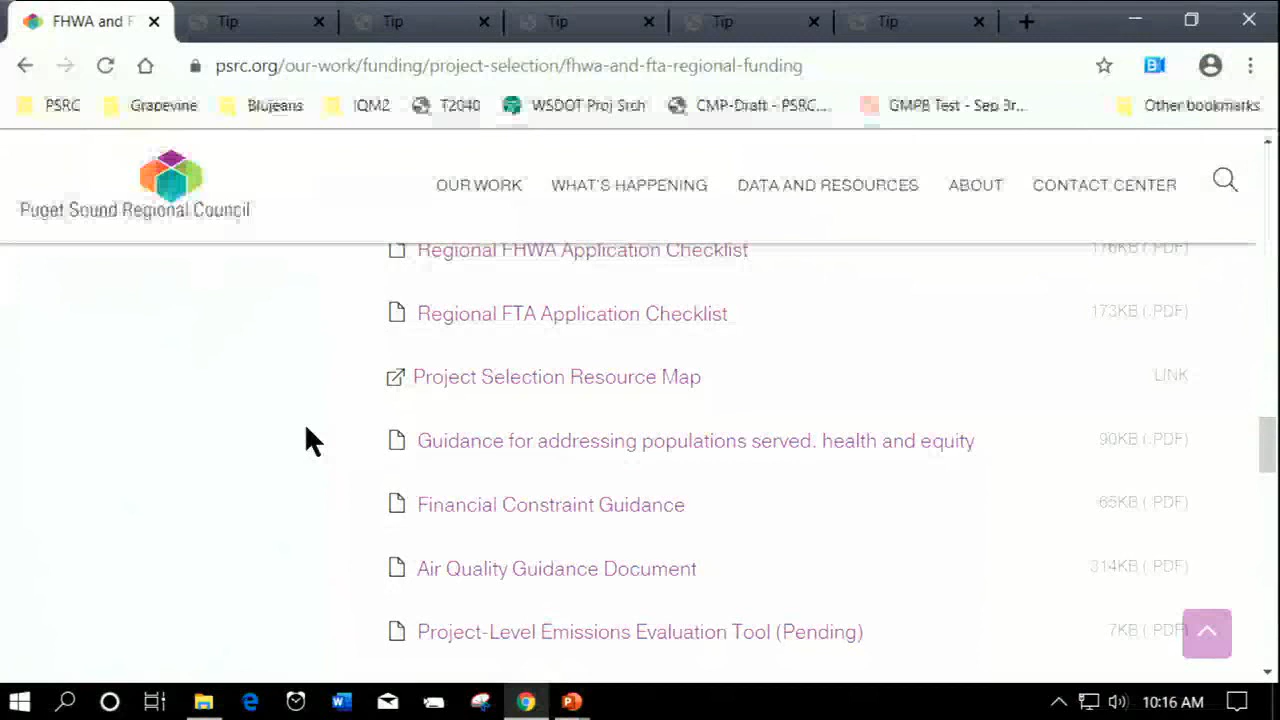 FHWA and F
Tip
Tip
Tip
Tip
Tip
psrc.org/our-work/funding/project-selection/fhwa-and-fta-regional-funding
PSRC
Grapevine
Blujeans
IQM2
T2040
WSDOT Proj Srch
CMP-Draft - PSRC...
GMPB Test - Sep Br...
Other bookmarks
Puget Sound Regional Council
OUR WORK
WHAT'S HAPPENING
DATA AND RESOURCES
ABOUT
CONTACT CENTER
Regional FHWA Application Checklist
176KB (.PDF)
Regional FTA Application Checklist
173KB (.PDF)
Project Selection Resource Map
LINK
Guidance for addressing populations served, health and equity
90KB (.PDF)
Financial Constraint Guidance
65KB (.PDF)
Air Quality Guidance Document
314KB (.PDF)
Project-Level Emissions Evaluation Tool (Pending)
7KB (.PDF)
10:16 AM